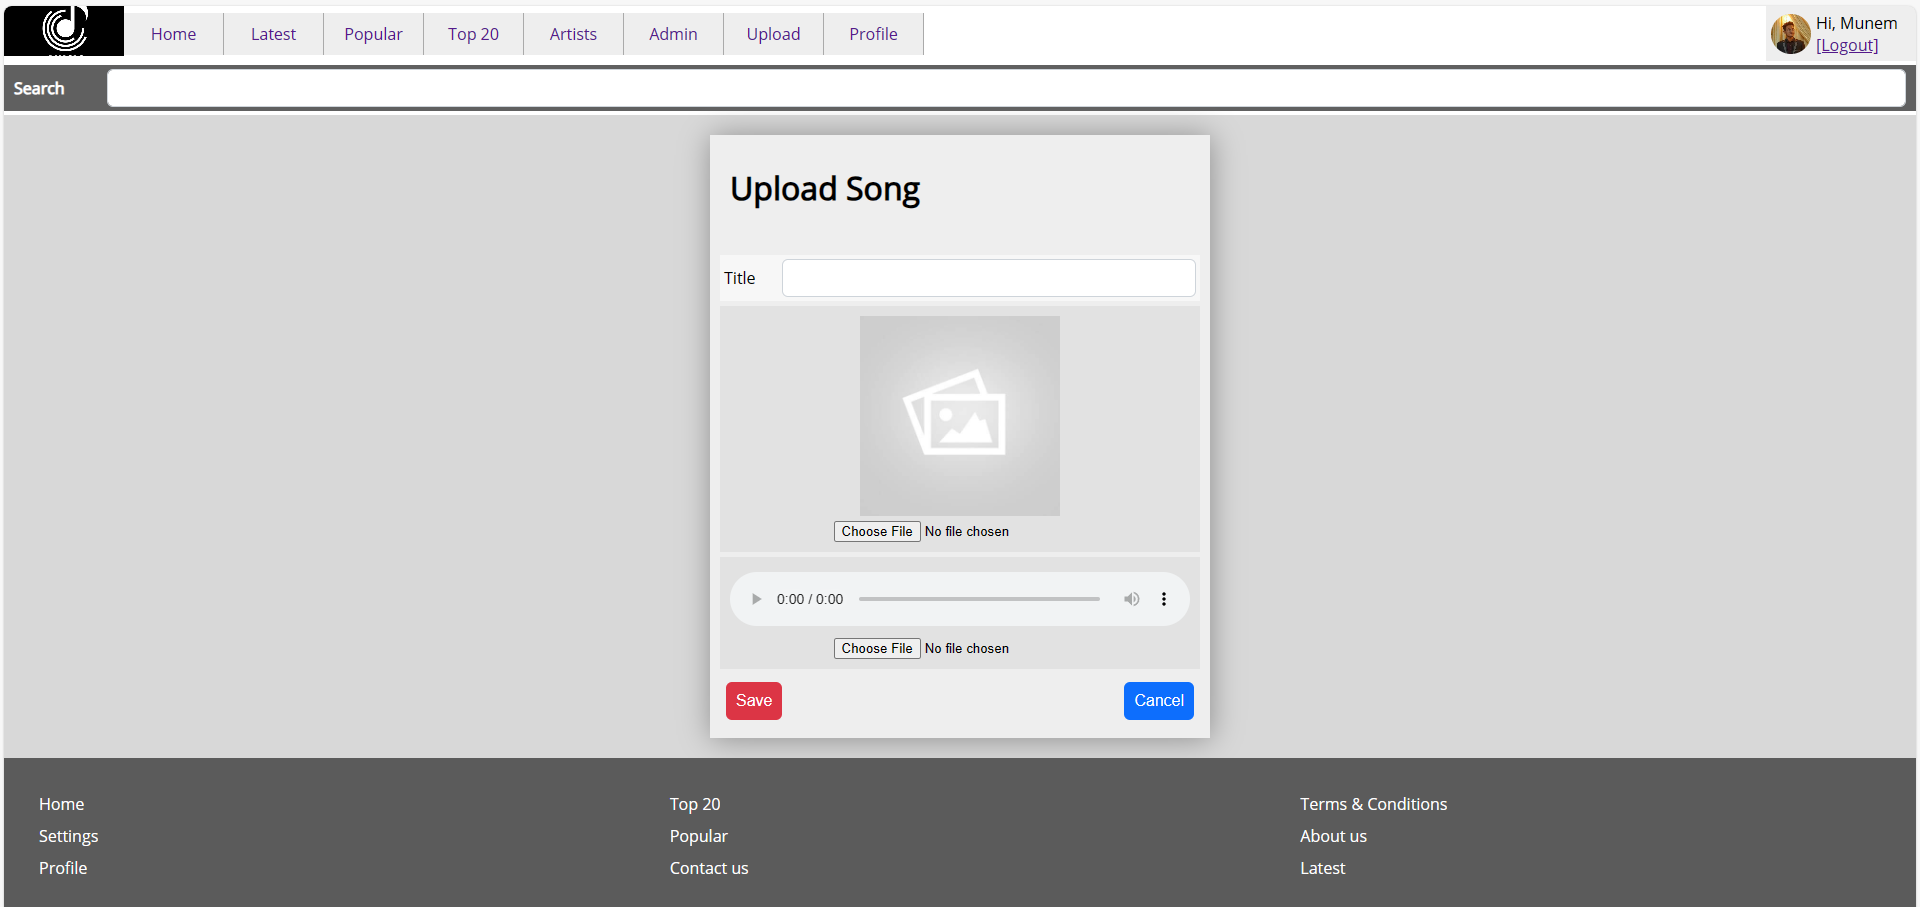 Home Latest Popular Top 20 Artists Admin Upload Profile
Hi, Munem
[Logout]
Search
Upload Song
Title
Choose File No file chosen
0:00 / 0:00
Choose File No file chosen
Save Cancel
Home Top 20 Terms & Conditions
Settings Popular About us
Profile Contact us Latest